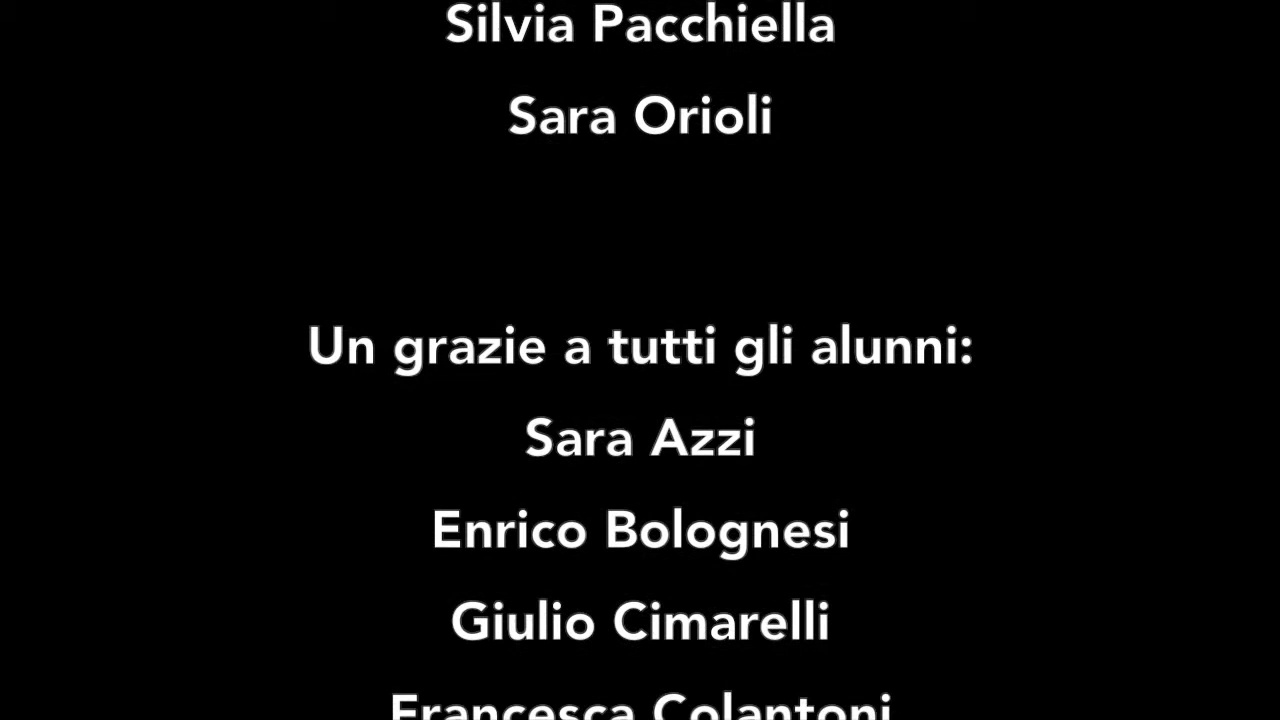 Silvia Pacchiella
Sara Orioli
Un grazie a tutti gli alunni:
Sara Azzi
Enrico Bolognesi
Giulio Cimarelli
Francesca Colantoni